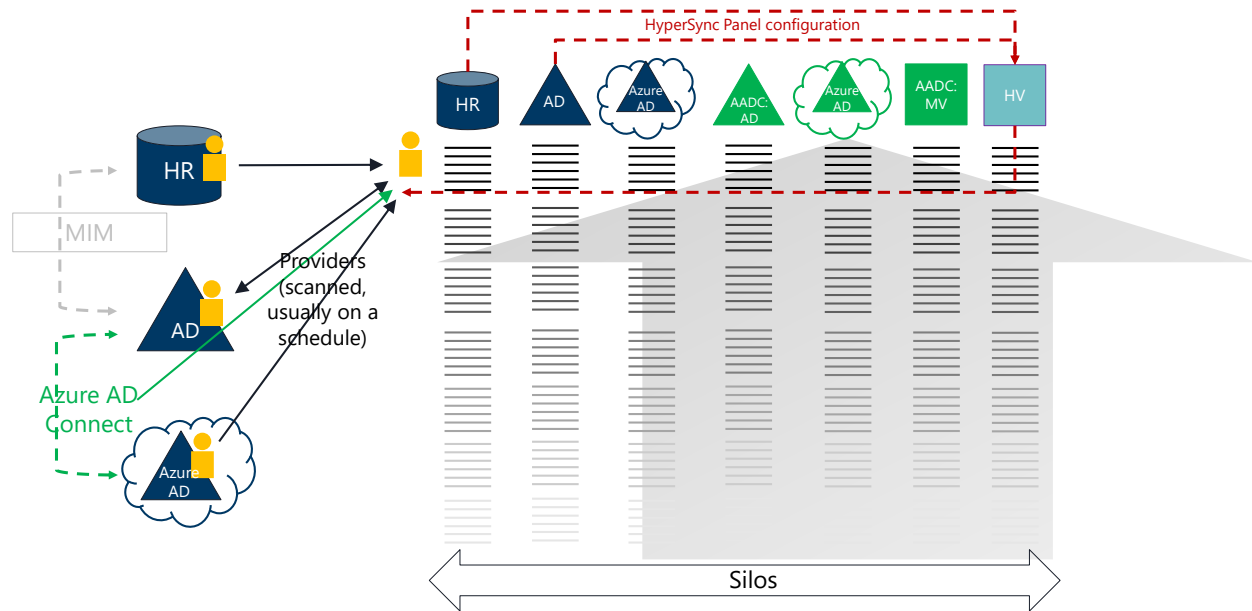 HyperSync Panel configuration
HR
AD
Azure
AD
AADC:
AD
Azure
AD
AADC:
MV
HV
HR
MIM
Providers
(scanned,
usually on a
schedule)
AD
Azure AD
Connect
Azure
AD
Silos